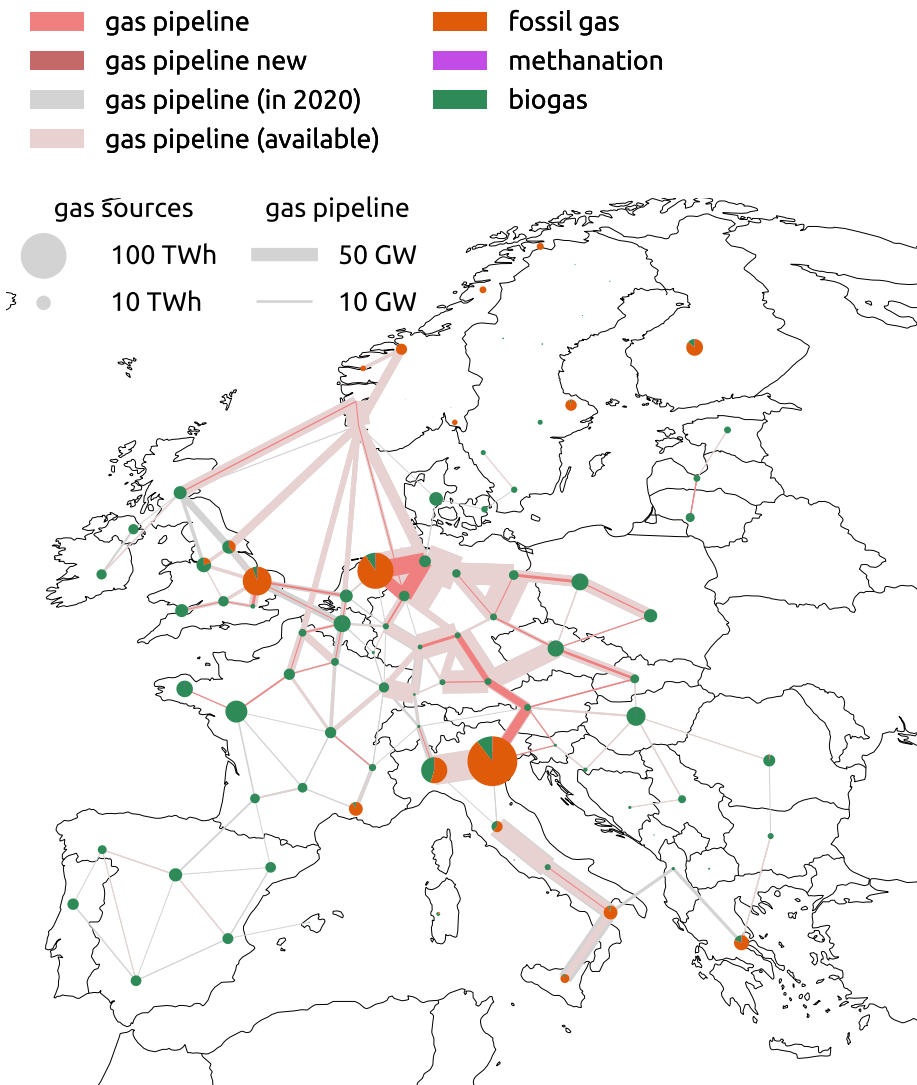 gas pipeline
gas pipeline new
gas pipeline (in 2020)
gas pipeline (available)
fossil gas
methanation
biogas
gas sources
100 TWh
10 TWh
gas pipeline
50 GW
10 GW